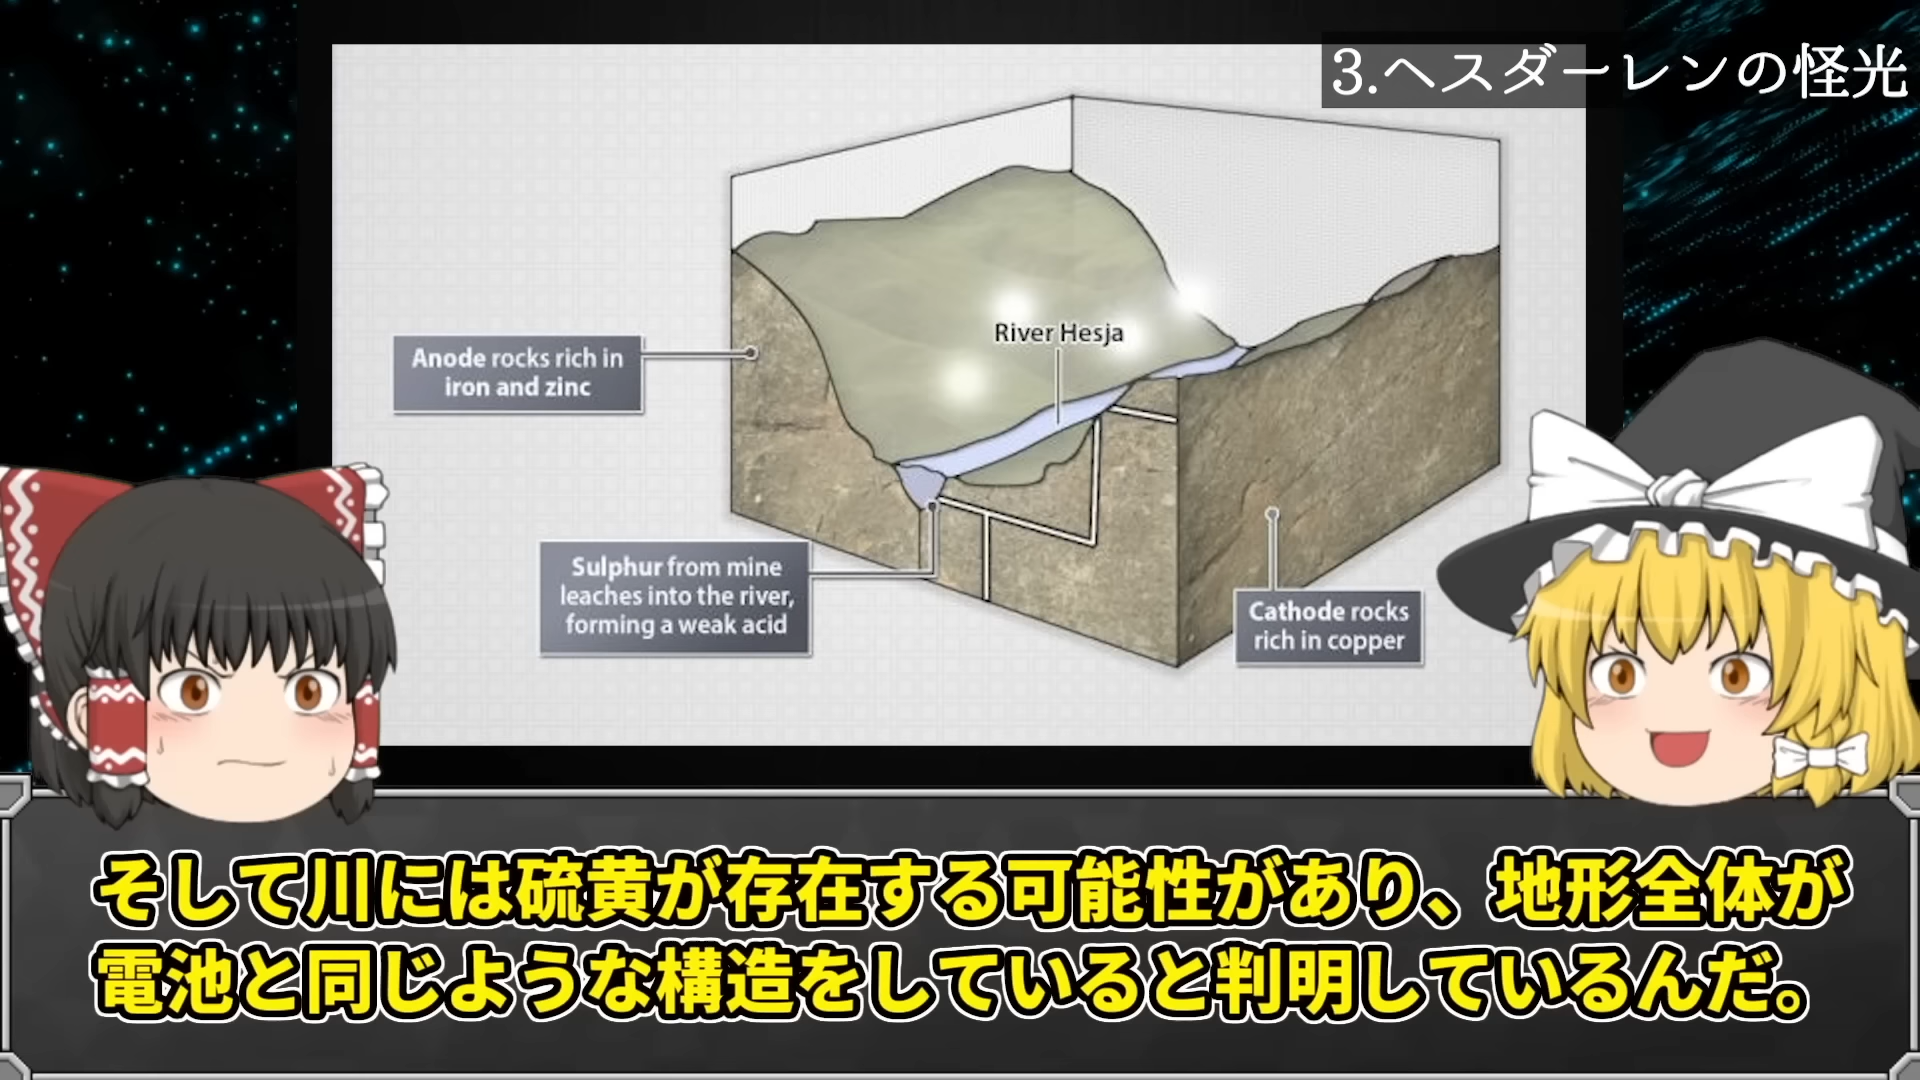 3.ヘスダーレンの怪光
River Hesja
Anode rocks rich in
iron and zinc
Sulphur from mine
leaches into the river,
forming a weak acid
Cathode rocks
rich in copper
そして川には硫黄が存在する可能性があり、地形全体が
電池と同じような構造をしていると判明しているんだ。